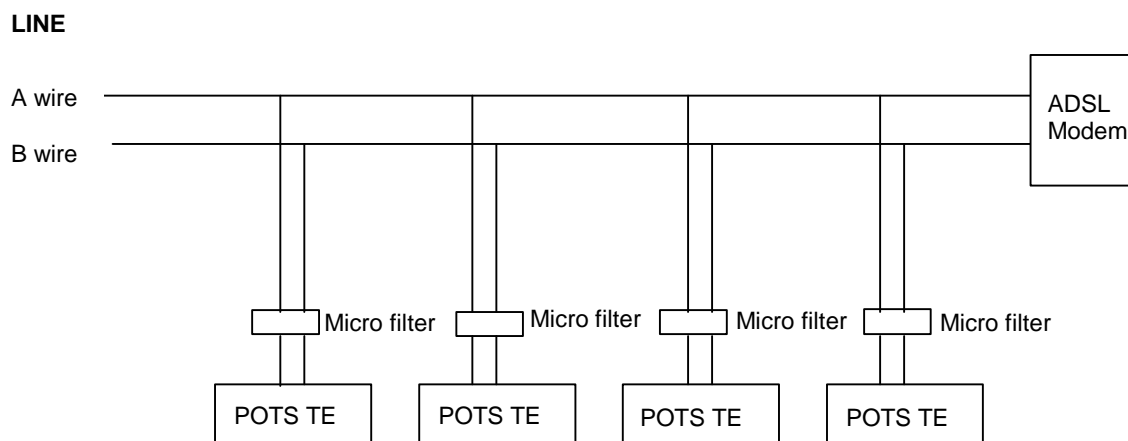 LINE
A wire
B wire
ADSL
Modem
Micro filter
Micro filter
Micro filter
Micro filter
POTS TE
POTS TE
POTS TE
POTS TE